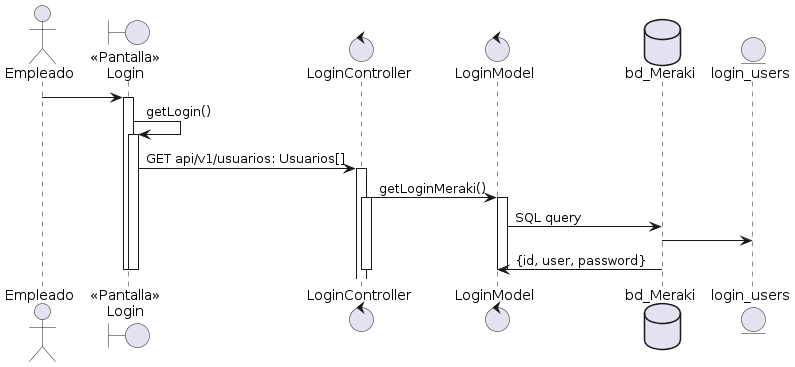 Empleado
«Pantalla»
Login
LoginController
LoginModel
bd_Meraki
login_users
getLogin()
GET api/v1/usuarios: Usuarios[]
getLoginMeraki()
SQL query
{id, user, password}
Empleado
«Pantalla»
Login
LoginController
LoginModel
bd_Meraki
login_users